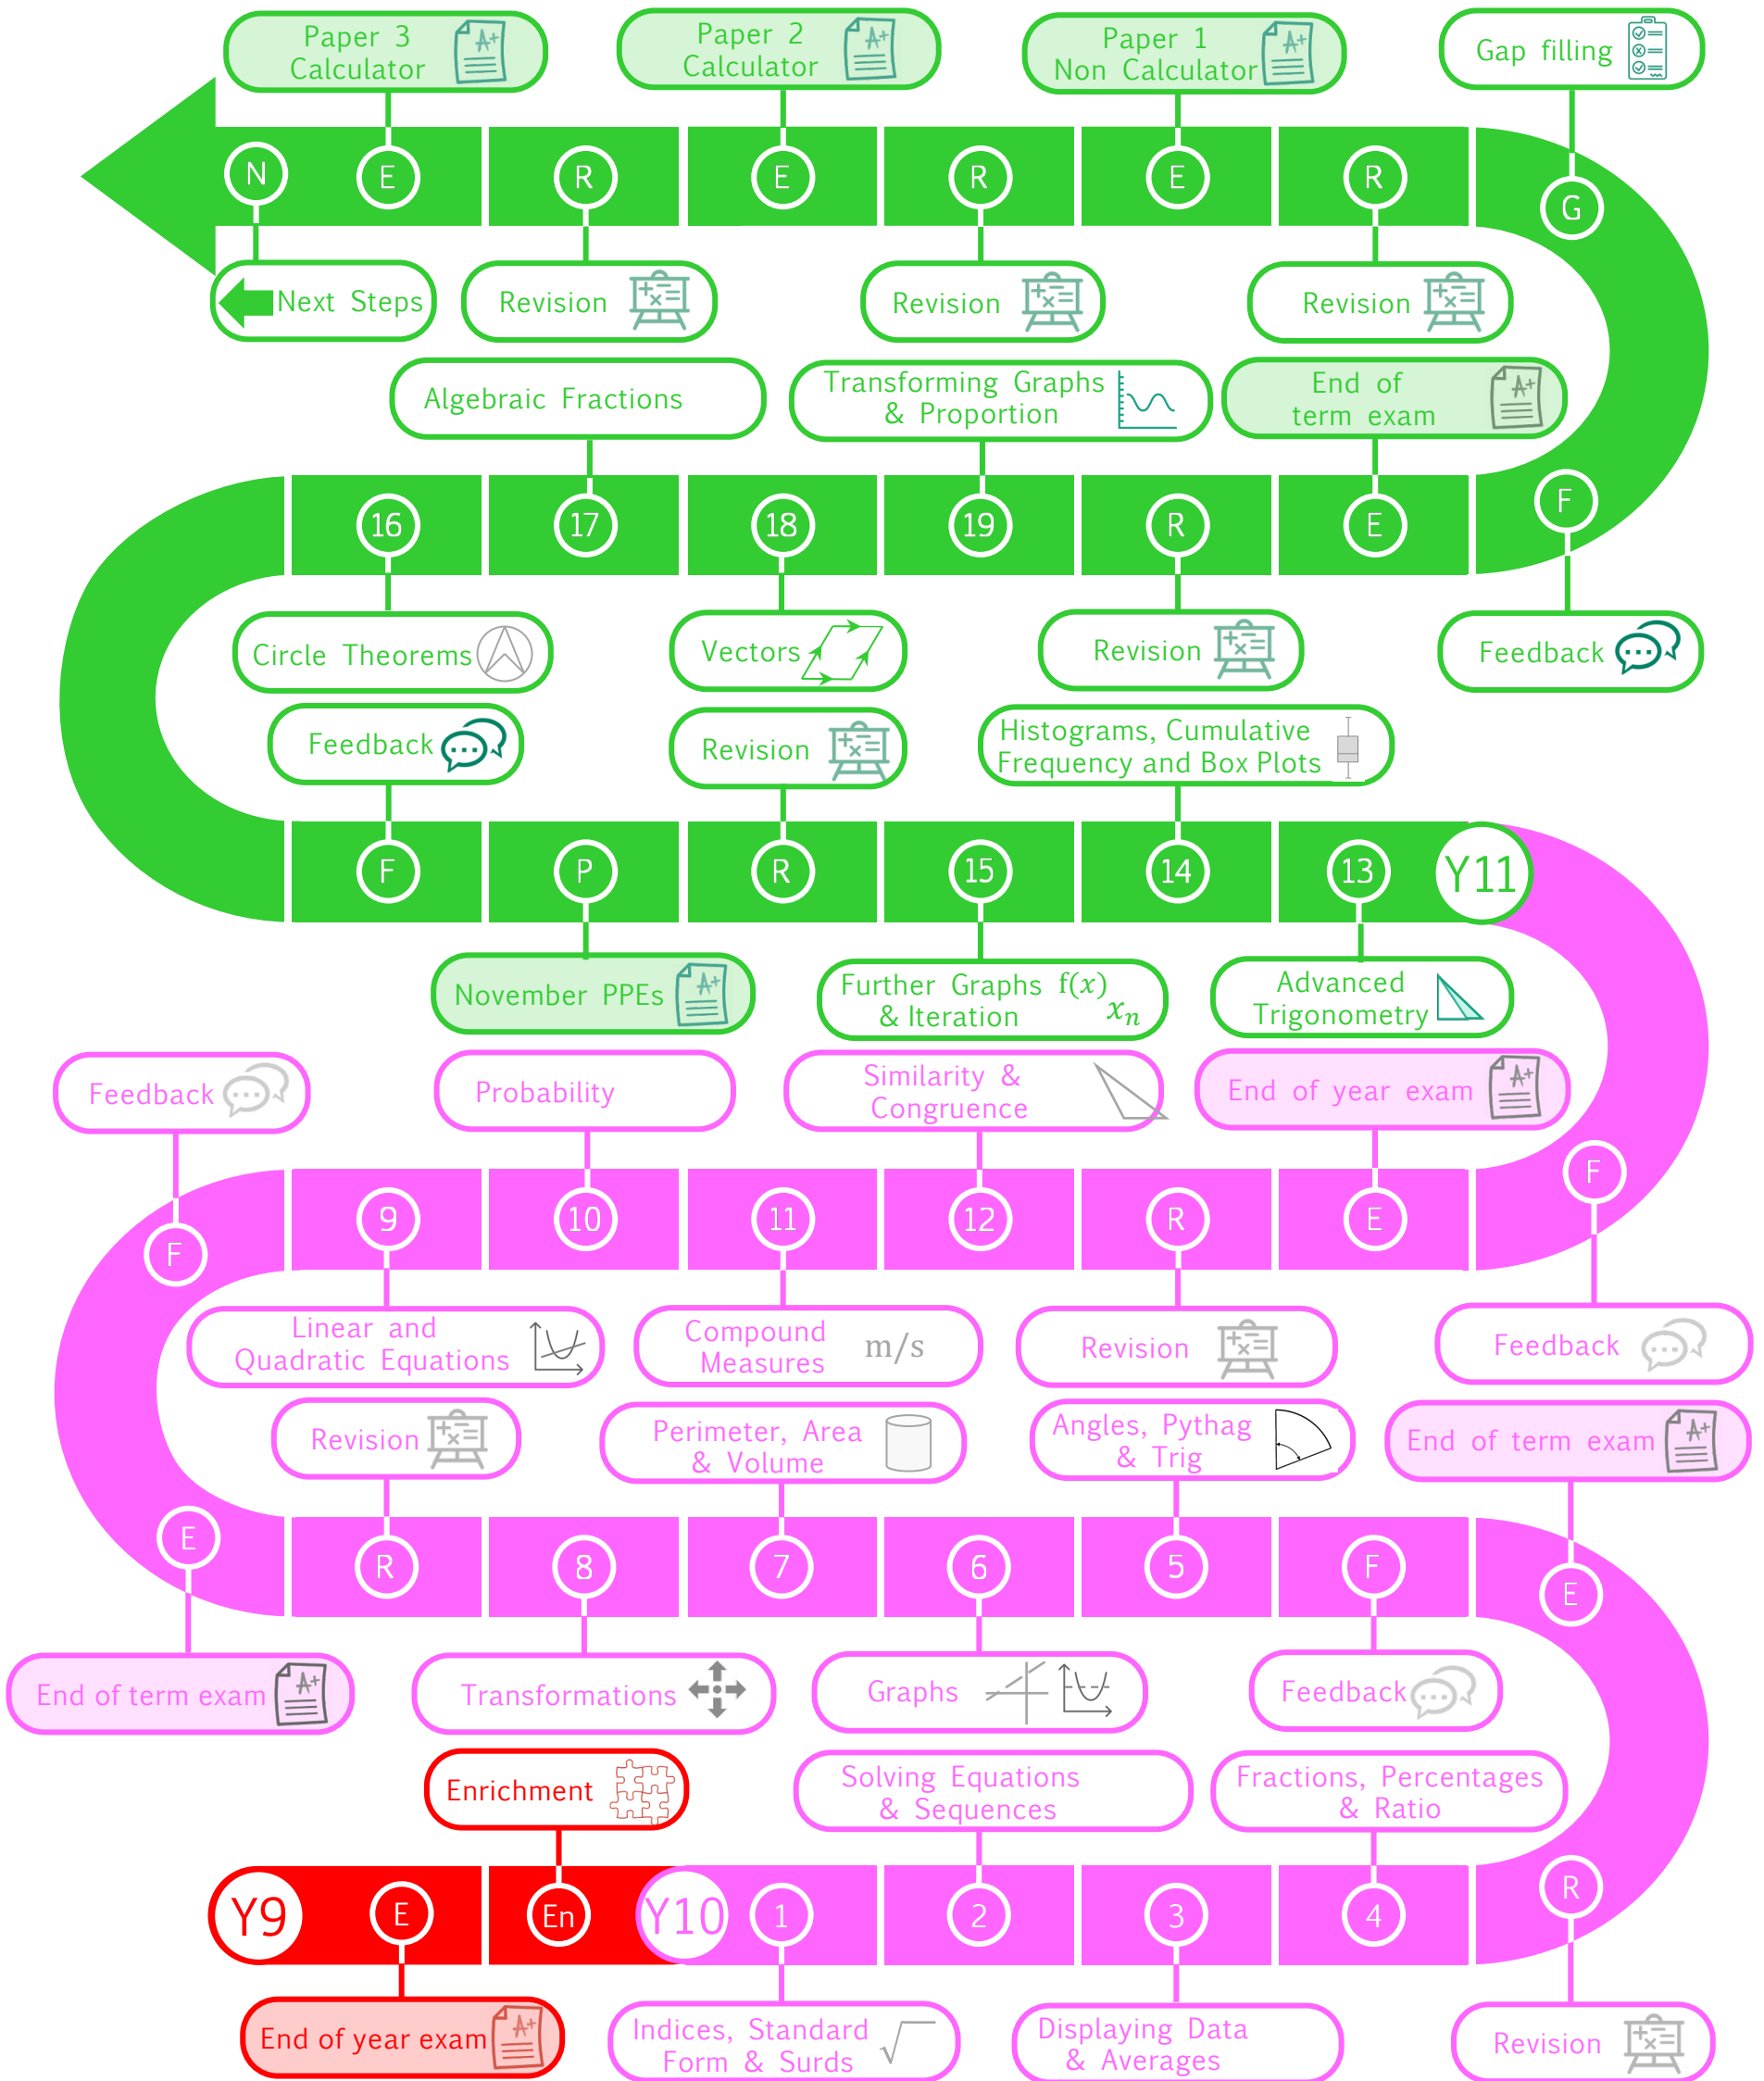 Paper 3
Calculator
Paper 2
Calculator
Paper 1
Non Calculator
Gap filling
N
E
R
E
R
E
R
G
Next Steps
Revision
Revision
Revision
Algebraic Fractions
Transforming Graphs
& Proportion
End of
term exam
16
17
18
19
R
E
F
Circle Theorems
Vectors
Revision
Feedback
Feedback
Revision
Histograms, Cumulative
Frequency and Box Plots
F
P
R
15
14
13
Y11
November PPEs
Further Graphs f(x)
& Iteration xₙ
Advanced
Trigonometry
Feedback
Probability
Similarity &
Congruence
End of year exam
F
9
10
11
12
R
E
F
Linear and
Quadratic Equations
Compound
Measures
m/s
Revision
Feedback
Revision
Perimeter, Area
& Volume
Angles, Pythag
& Trig
End of term exam
E
R
8
7
6
5
F
E
End of term exam
Transformations
Graphs
Feedback
Enrichment
Solving Equations
& Sequences
Fractions, Percentages
& Ratio
Y9
E
En
Y10
1
2
3
4
R
End of year exam
Indices, Standard
Form & Surds
Displaying Data
& Averages
Revision